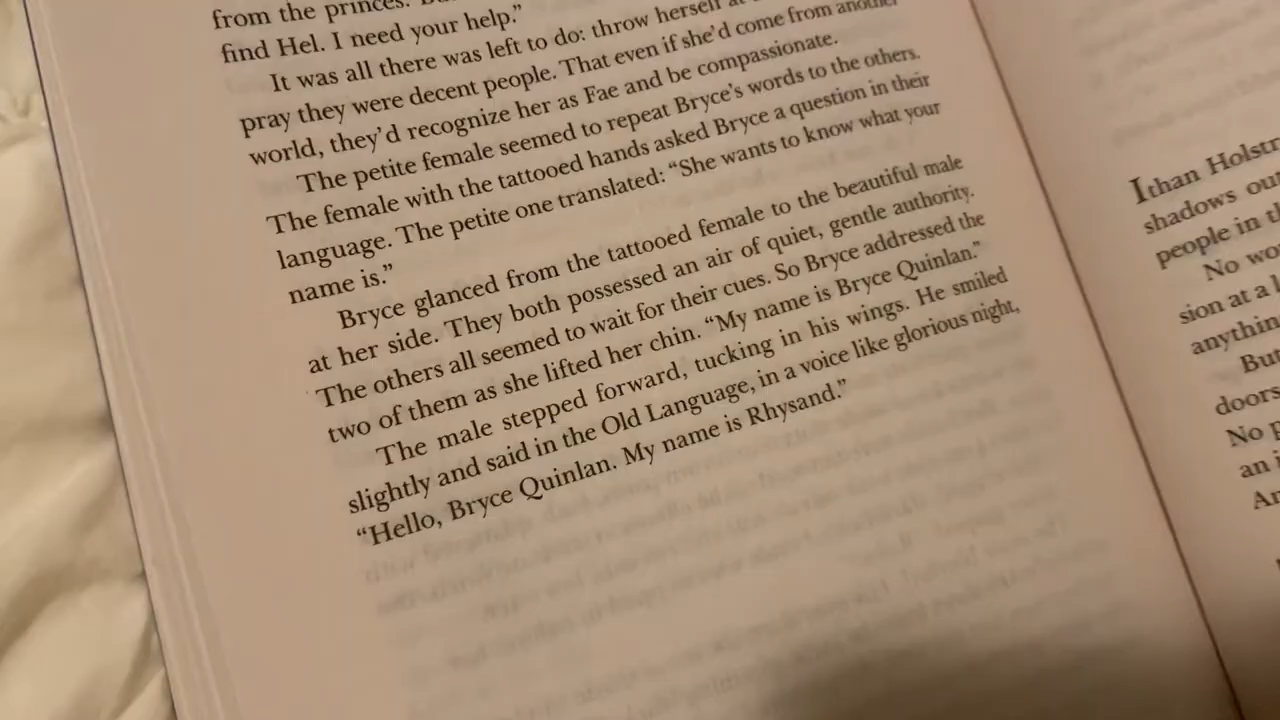 from the princes.
find Hel. I need your help.”
It was all there was left to do: throw herself at
pray they were decent people. That even if she’d come from another
world, they’d recognize her as Fae and be compassionate.
The petite female seemed to repeat Bryce’s words to the others.
The female with the tattooed hands asked Bryce a question in their
language. The petite one translated: “She wants to know what your
name is.”
Bryce glanced from the tattooed female to the beautiful male
at her side. They both possessed an air of quiet, gentle authority.
The others all seemed to wait for their cues. So Bryce addressed the
two of them as she lifted her chin. “My name is Bryce Quinlan.”
The male stepped forward, tucking in his wings. He smiled
slightly and said in the Old Language, in a voice like glorious night,
“Hello, Bryce Quinlan. My name is Rhysand.”
Ithan
shadows
people in
No
sion at a
anything
But
doors
No
an